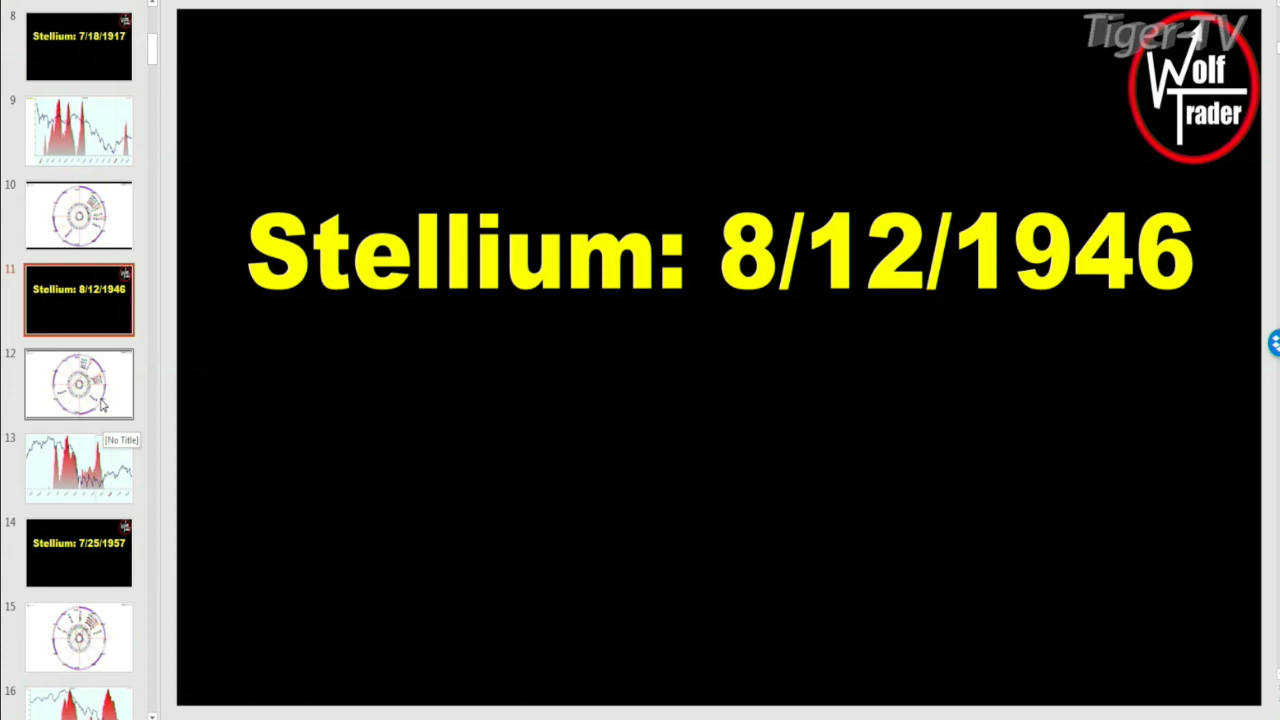 8
Stellium: 7/18/1917
9
10
11
Stellium: 8/12/1946
12
[No Title]
13
14
Stellium: 7/25/1957
15
16
Tiger-TV
Wolf
Trader
Stellium: 8/12/1946